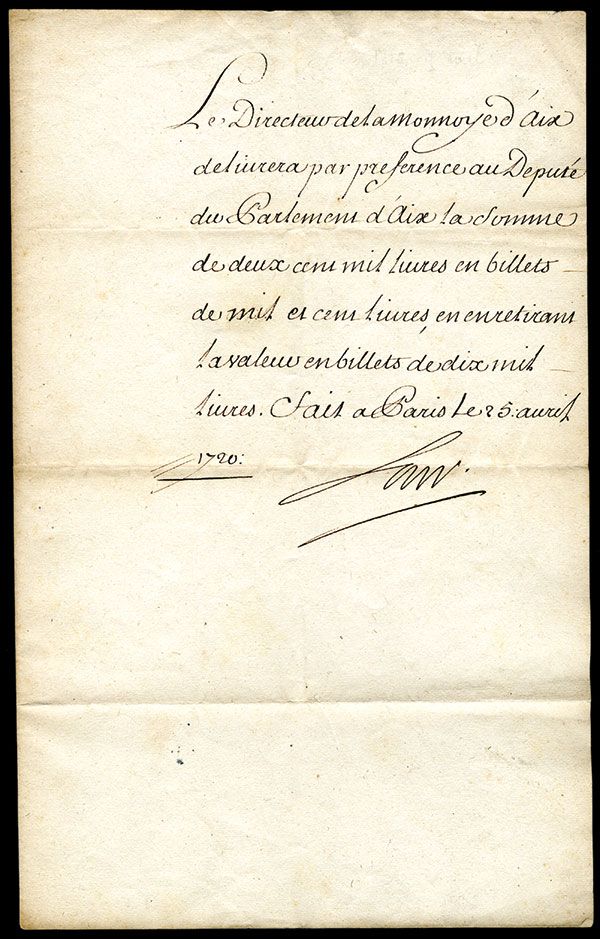 Le Directeur de la Monnoye d'Aix
delivrera par preference au Deputé
du Parlement d'Aix la Somme
de deux cent mil livres en billets
de mil et cent livres, en en retirant
la valeur en billets de dix mil
livres. Fait a Paris le 25. avril
1720:
Law.